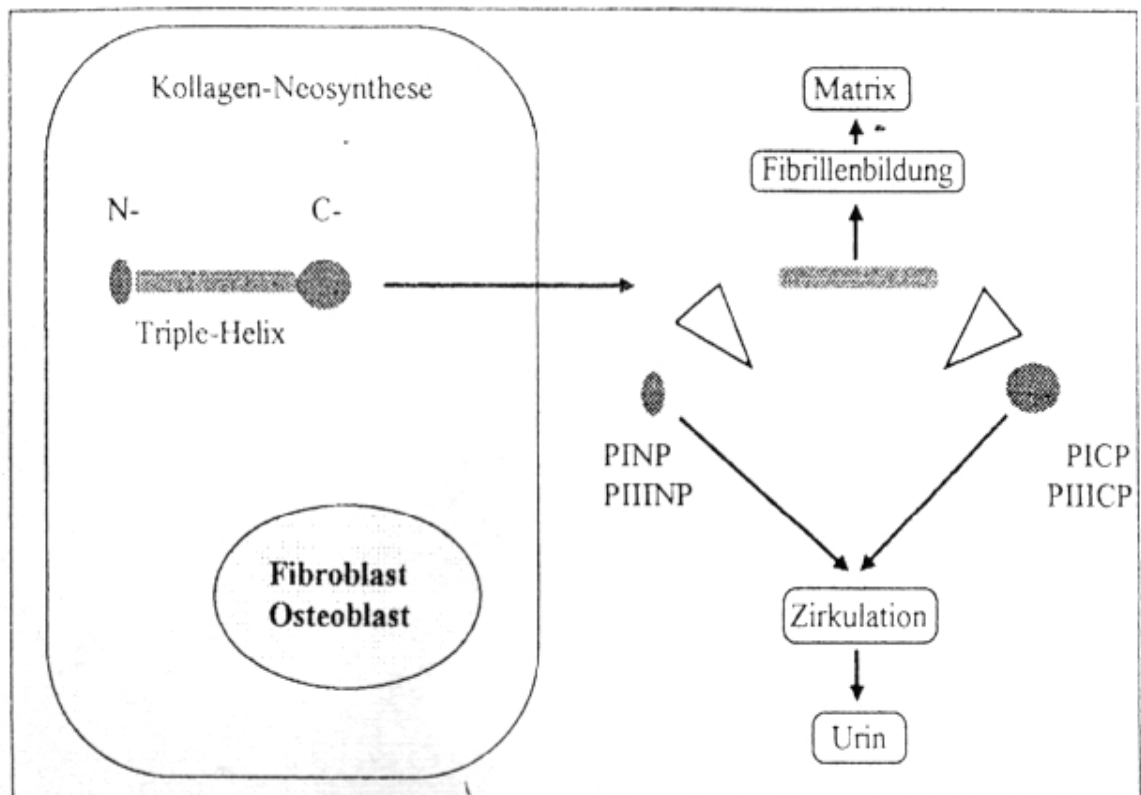 Kollagen-Neosynthese
N-
C-
Triple-Helix
Fibroblast
Osteoblast
Matrix
Fibrillenbildung
PINP
PIIINP
PICP
PIIICP
Zirkulation
Urin